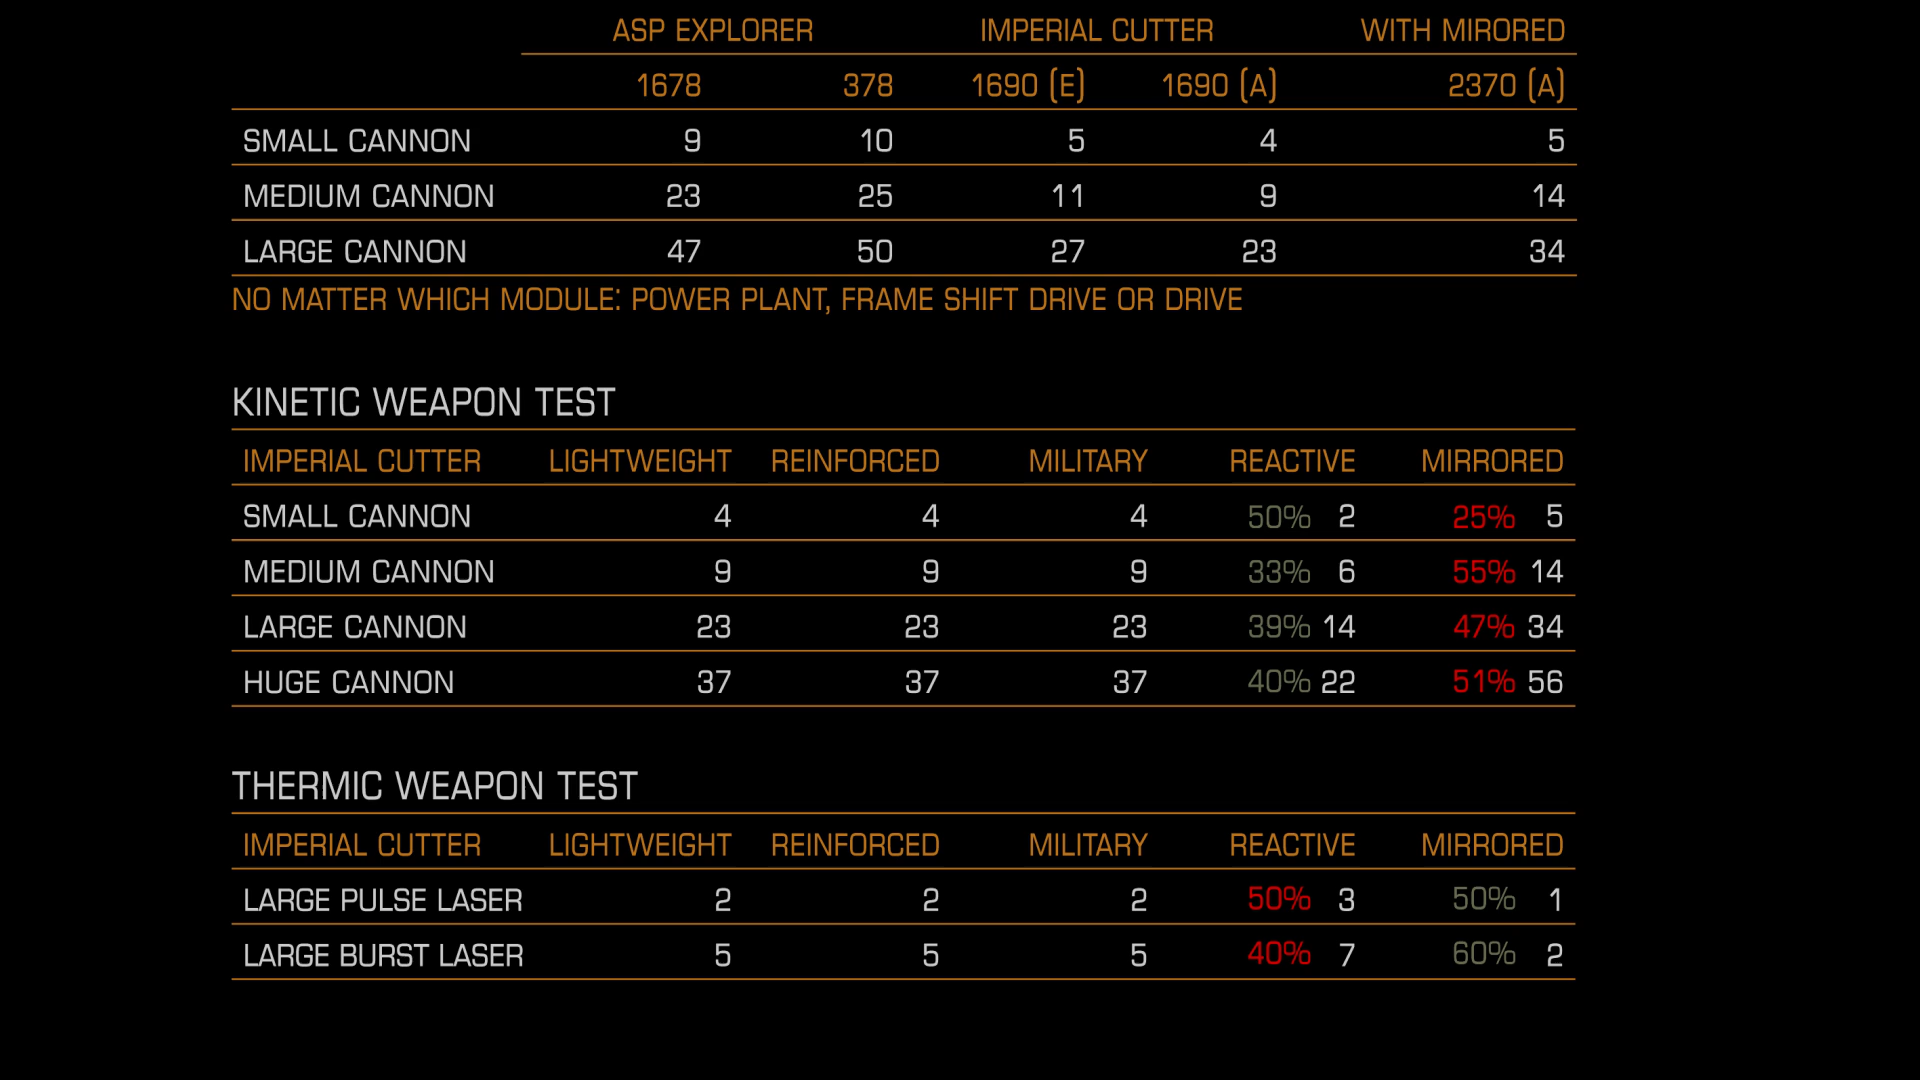 ASP EXPLORER IMPERIAL CUTTER WITH MIRORED
1678 378 1690 (E) 1690 (A) 2370 (A)
SMALL CANNON 9 10 5 4 5
MEDIUM CANNON 23 25 11 9 14
LARGE CANNON 47 50 27 23 34
NO MATTER WHICH MODULE: POWER PLANT, FRAME SHIFT DRIVE OR DRIVE
KINETIC WEAPON TEST
IMPERIAL CUTTER LIGHTWEIGHT REINFORCED MILITARY REACTIVE MIRRORED
SMALL CANNON 4 4 4 50% 2 25% 5
MEDIUM CANNON 9 9 9 33% 6 55% 14
LARGE CANNON 23 23 23 39% 14 47% 34
HUGE CANNON 37 37 37 40% 22 51% 56
THERMIC WEAPON TEST
IMPERIAL CUTTER LIGHTWEIGHT REINFORCED MILITARY REACTIVE MIRRORED
LARGE PULSE LASER 2 2 2 50% 3 50% 1
LARGE BURST LASER 5 5 5 40% 7 60% 2